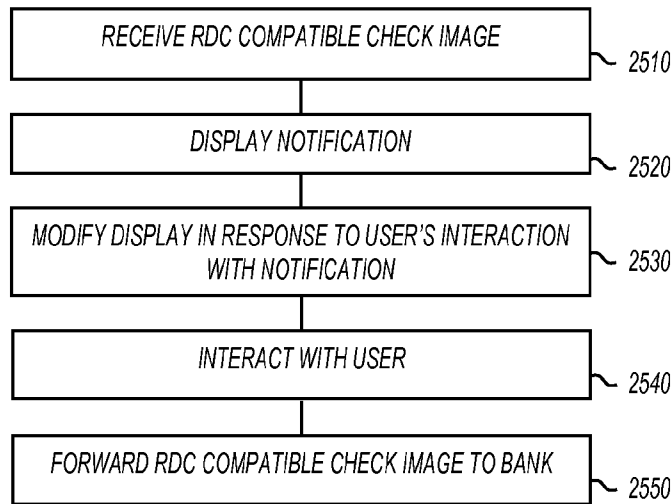 RECEIVE RDC COMPATIBLE CHECK IMAGE
2510
DISPLAY NOTIFICATION
2520
MODIFY DISPLAY IN RESPONSE TO USER'S INTERACTION
WITH NOTIFICATION
2530
INTERACT WITH USER
2540
FORWARD RDC COMPATIBLE CHECK IMAGE TO BANK
2550